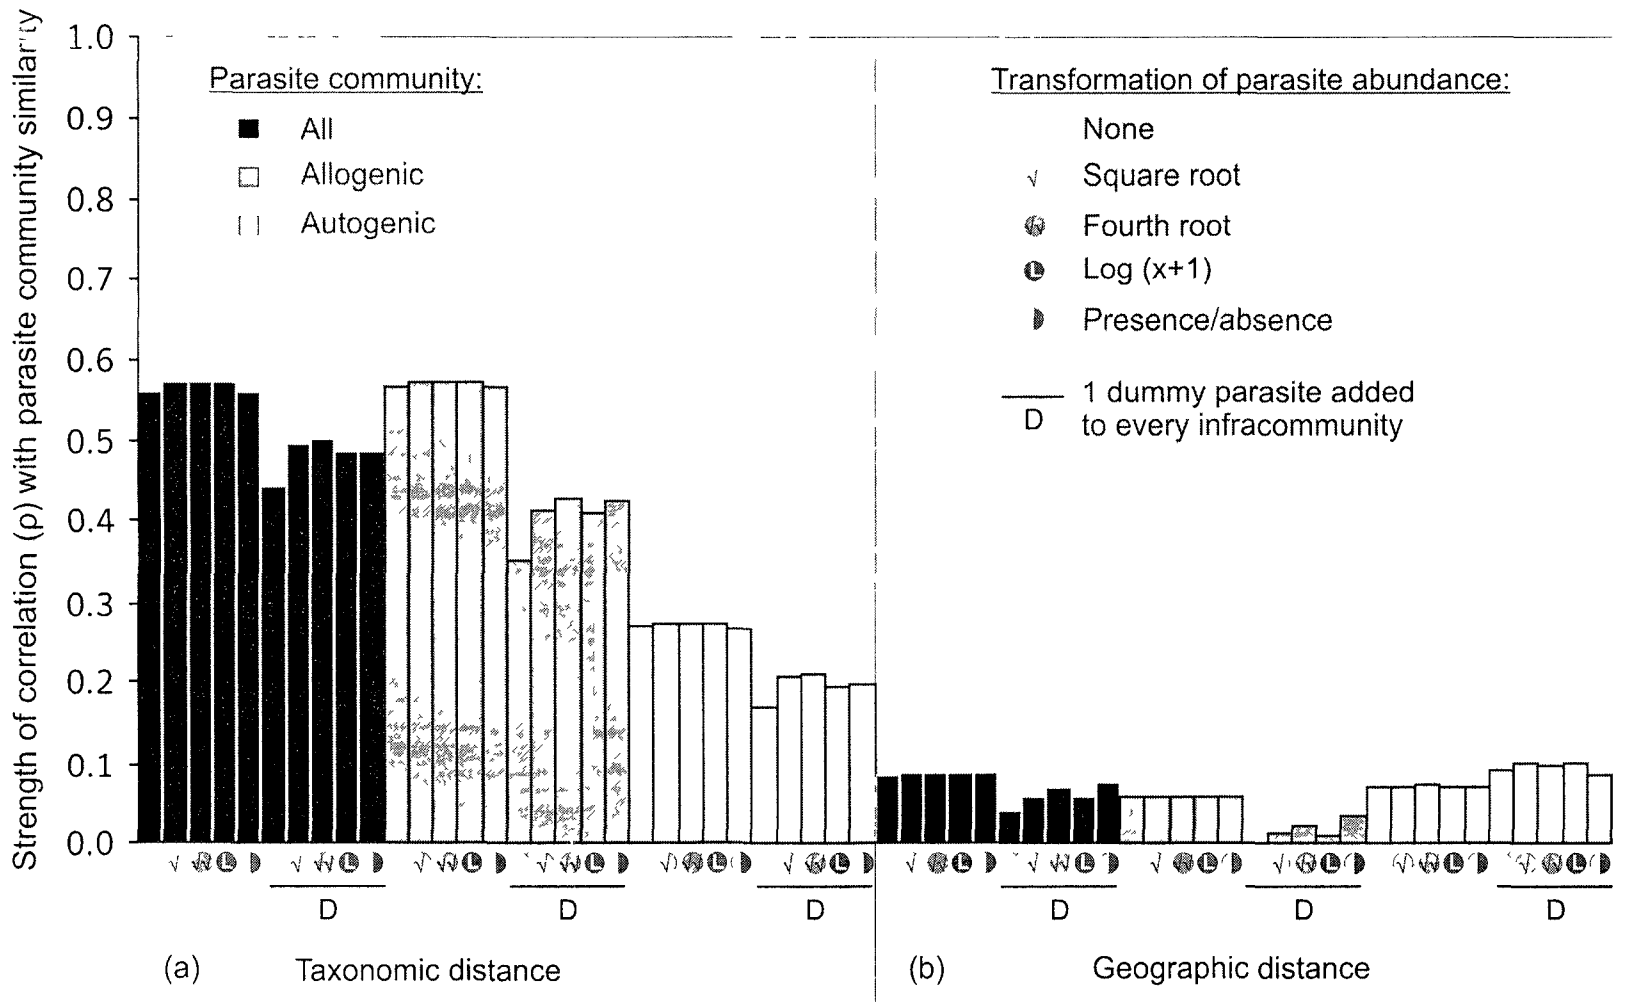 Strength of correlation (ρ) with parasite community similarity
1.0
0.9
0.8
0.7
0.6
0.5
0.4
0.3
0.2
0.1
0.0
Parasite community:
All
Allogenic
Autogenic
Transformation of parasite abundance:
None
√ Square root
Fourth root
L Log (x+1)
Presence/absence
D 1 dummy parasite added
to every infracommunity
√ L √ L √ L √ L √ L √ L √ L √ L √ L √ L √ L √ L
D D D D D D
(a) Taxonomic distance (b) Geographic distance